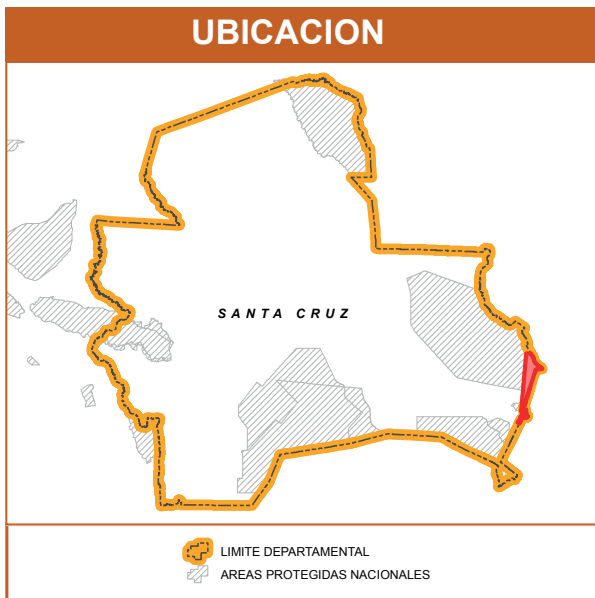 UBICACION
SANTA CRUZ
LIMITE DEPARTAMENTAL
AREAS PROTEGIDAS NACIONALES